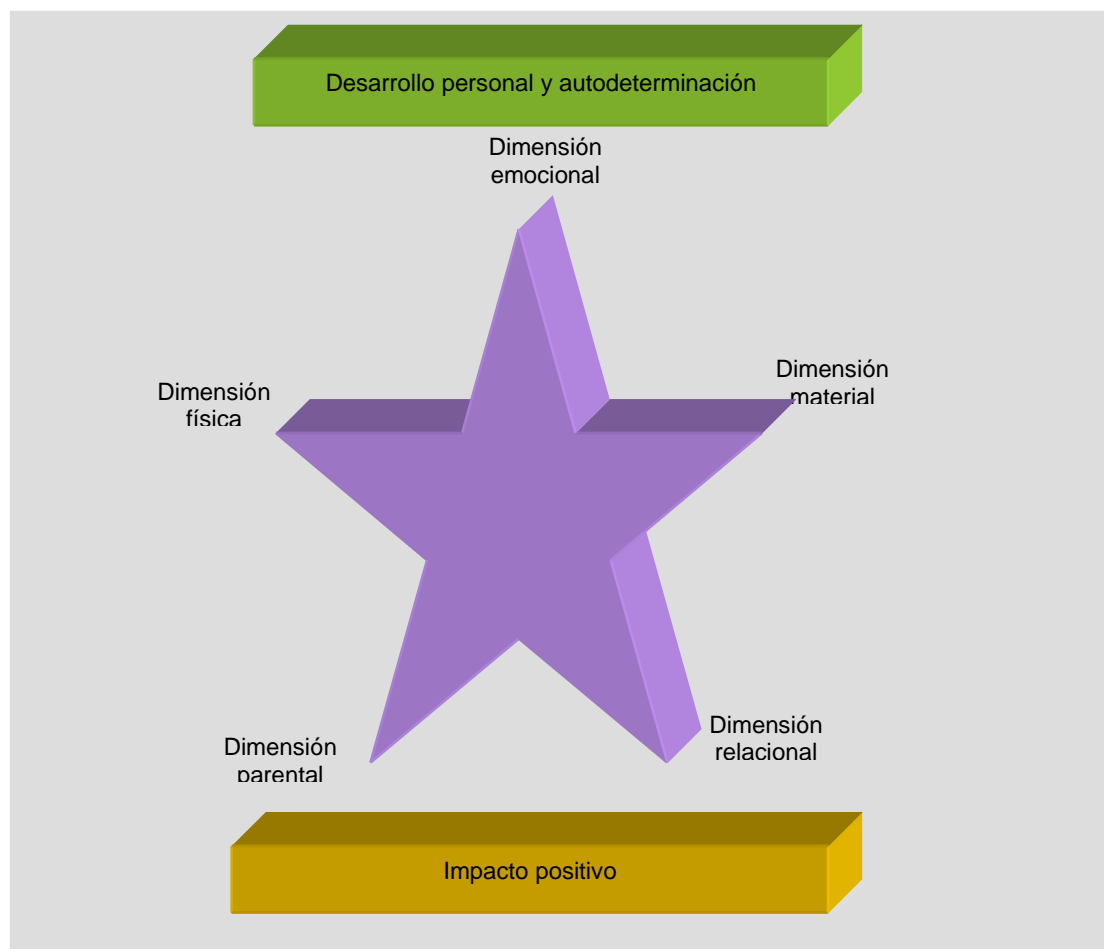 Desarrollo personal y autodeterminación
Dimensión
emocional
Dimensión
material
Dimensión
física
Dimensión
relacional
Dimensión
parental
Impacto positivo